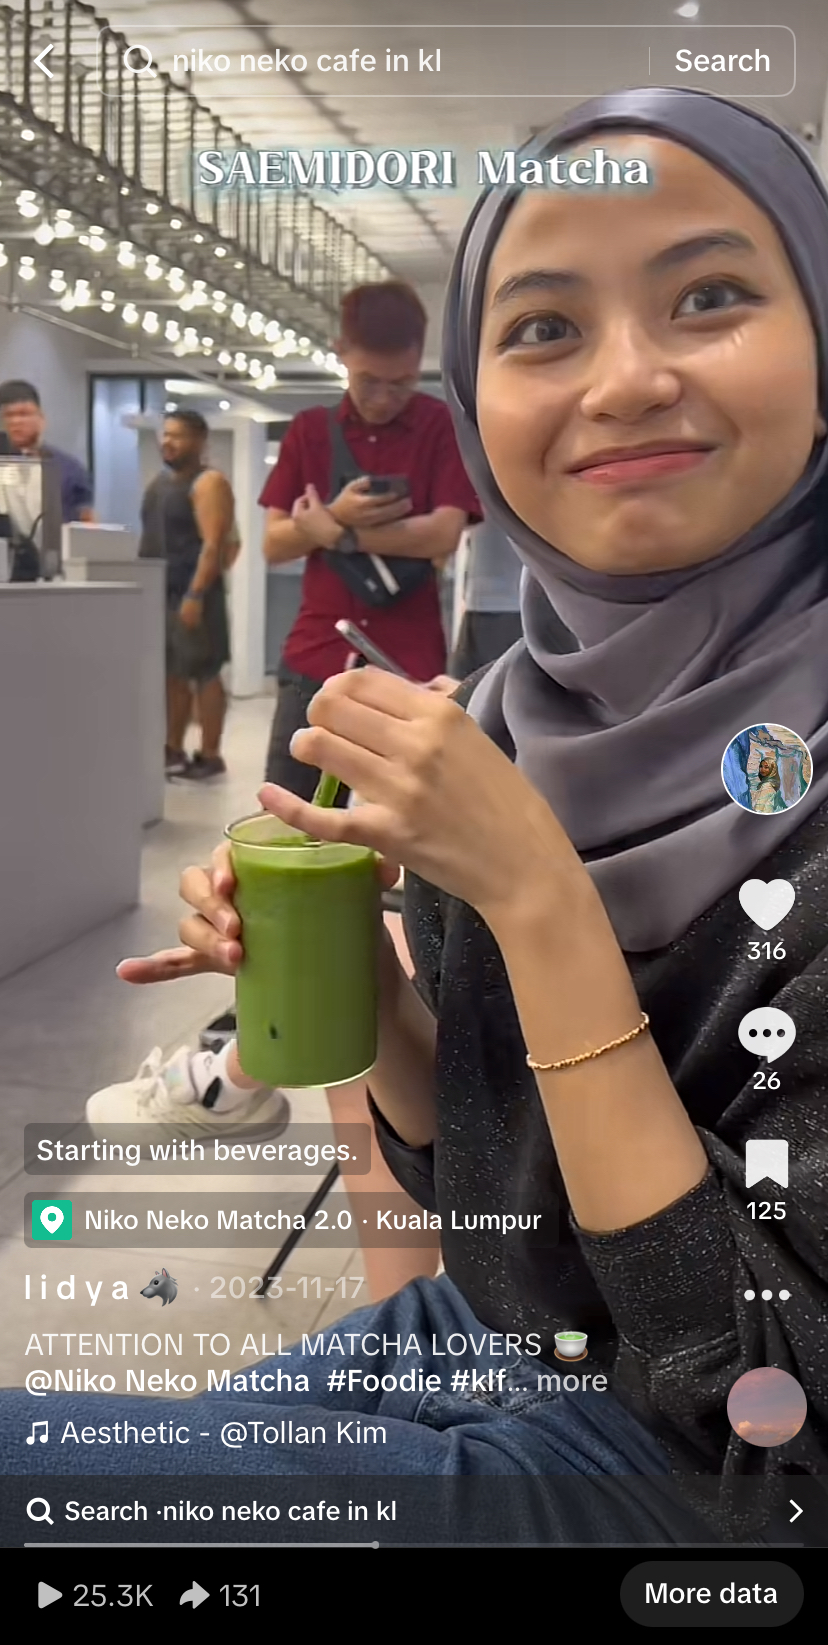 niko neko cafe in kl
Search
SAEMIDORI Matcha
316
26
125
Starting with beverages.
Niko Neko Matcha 2.0 · Kuala Lumpur
lidya 🐺 · 2023-11-17
ATTENTION TO ALL MATCHA LOVERS 🍵
@Niko Neko Matcha #Foodie #klf... more
Aesthetic - @Tollan Kim
Search ·niko neko cafe in kl
25.3K 131
More data